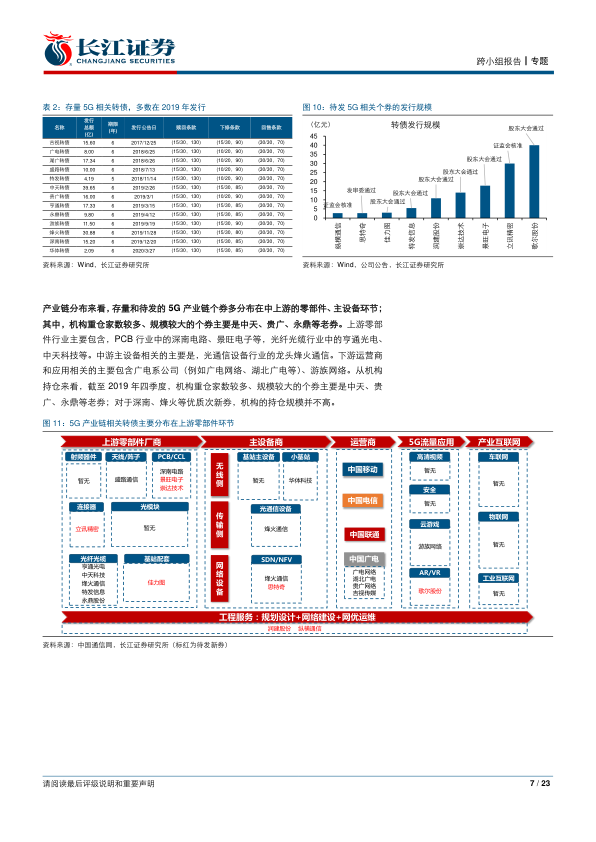 长江证券
CHANGJIANG SECURITIES
跨小组报告丨专题
表 2：存量 5G 相关转债，多数在 2019 年发行
名称 发行总额(亿) 期限(年) 发行公告日 赎回条款 下修条款 回售条款
合视转债 15.60 6 2017/12/25 (15/30，130) (15/30，90) (30/30，70)
广电转债 8.00 6 2018/6/25 (15/30，130) (10/20，90) (30/30，70)
湖广转债 17.34 6 2018/6/26 (15/30，130) (10/20，90) (30/30，70)
盛路转债 10.00 6 2018/7/13 (15/30，130) (10/20，90) (30/30，70)
特发转债 4.19 5 2018/11/14 (15/30，130) (15/30，85) (30/30，70)
中天转债 39.65 6 2019/2/26 (15/30，130) (15/30，85) (30/30，70)
贵广转债 16.00 6 2019/3/1 (15/30，130) (10/20，90) (30/30，70)
亨通转债 17.33 6 2019/3/15 (15/30，130) (15/30，85) (30/30，70)
永鼎转债 9.80 6 2019/4/12 (15/30，130) (15/30，85) (30/30，70)
游族转债 11.50 6 2019/9/19 (15/30，130) (15/30，90) (30/30，70)
烽火转债 30.88 6 2019/11/28 (15/30，130) (15/30，85) (30/30，70)
深南转债 15.20 6 2019/12/20 (15/30，130) (15/30，85) (30/30，70)
华体转债 2.09 6 2020/3/27 (15/30，130) (15/30，85) (30/30，70)
资料来源：Wind，长江证券研究所
图 10：待发 5G 相关个券的发行规模
（亿元） 转债发行规模
45
40
35
30
25
20
15
10
5
0
证监会核准
发审委通过
股东大会通过
股东大会通过
股东大会通过
股东大会通过
股东大会通过
证监会核准
股东大会通过
纵横通信
思特奇
佳力图
特发信息
润建股份
崇达技术
景旺电子
立讯精密
歌尔股份
资料来源：Wind，公司公告，长江证券研究所
产业链分布来看，存量和待发的 5G 产业链个券多分布在中上游的零部件、主设备环节；
其中，机构重仓家数较多、规模较大的个券主要是中天、贵广、永鼎等老券。上游零部
件行业主要包含，PCB 行业中的深南电路、景旺电子等，光纤光缆行业中的亨通光电、
中天科技等。中游主设备相关的主要是，光通信设备行业的龙头烽火通信。下游运营商
和应用相关的主要包含广电系公司（例如广电网络、湖北广电等）、游族网络。从机构
持仓来看，截至 2019 年四季度，机构重仓家数较多、规模较大的个券主要是中天、贵
广、永鼎等老券；对于深南、烽火等优质次新券，机构的持仓规模并不高。
图 11：5G 产业链相关转债主要分布在上游零部件环节
上游零部件厂商 主设备商 运营商 5G流量应用 产业互联网
射频器件
暂无
天线/阵子
盛路通信
PCB/CCL
深南电路
景旺电子
崇达技术
连接器
立讯精密
光模块
暂无
光纤光缆
亨通光电
中天科技
烽火通信
特发信息
永鼎股份
基础配套
佳力图
无线侧
基站主设备
暂无
小基站
华体科技
传输侧
光通信设备
烽火通信
网络设备
SDN/NFV
烽火通信
思特奇
中国移动
中国电信
中国联通
中国广电
广电网络
湖北广电
贵广网络
吉视传媒
高清视频
暂无
安全
暂无
云游戏
游族网络
AR/VR
歌尔股份
车联网
暂无
物联网
暂无
工业互联网
暂无
工程服务：规划设计+网络建设+网优运维
润建股份 纵横通信
资料来源：中国通信网，长江证券研究所（标红为待发新券）
请阅读最后评级说明和重要声明
7 / 23